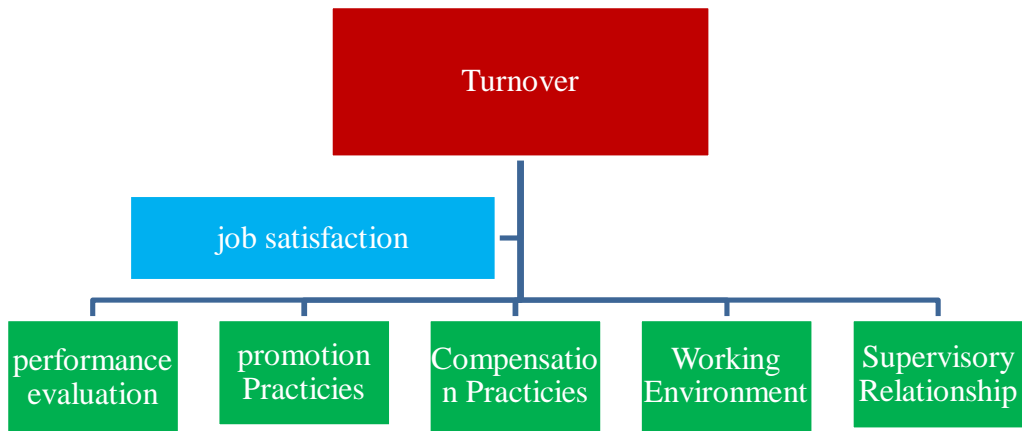 Turnover
job satisfaction
performance
evaluation
promotion
Practicies
Compensatio
n Practicies
Working
Environment
Supervisory
Relationship